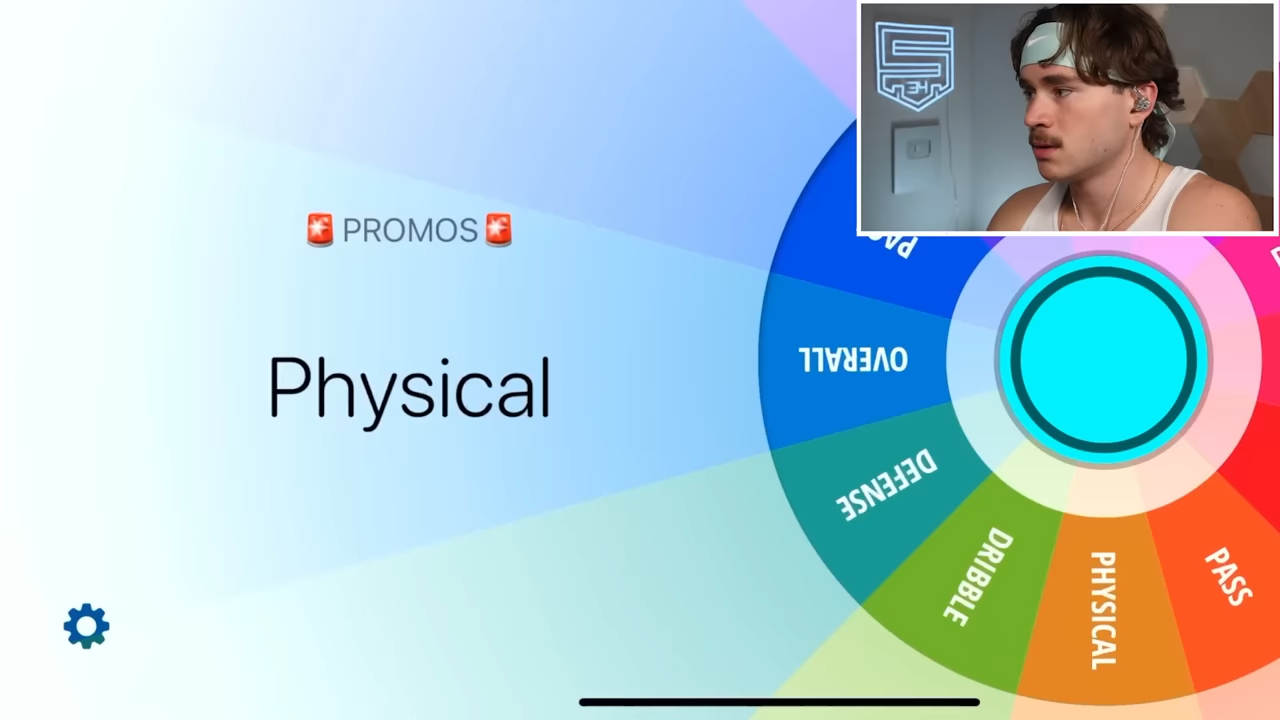 🚨 PROMOS 🚨
Physical
OVERALL
DEFENSE
DRIBBLE
PHYSICAL
PASS